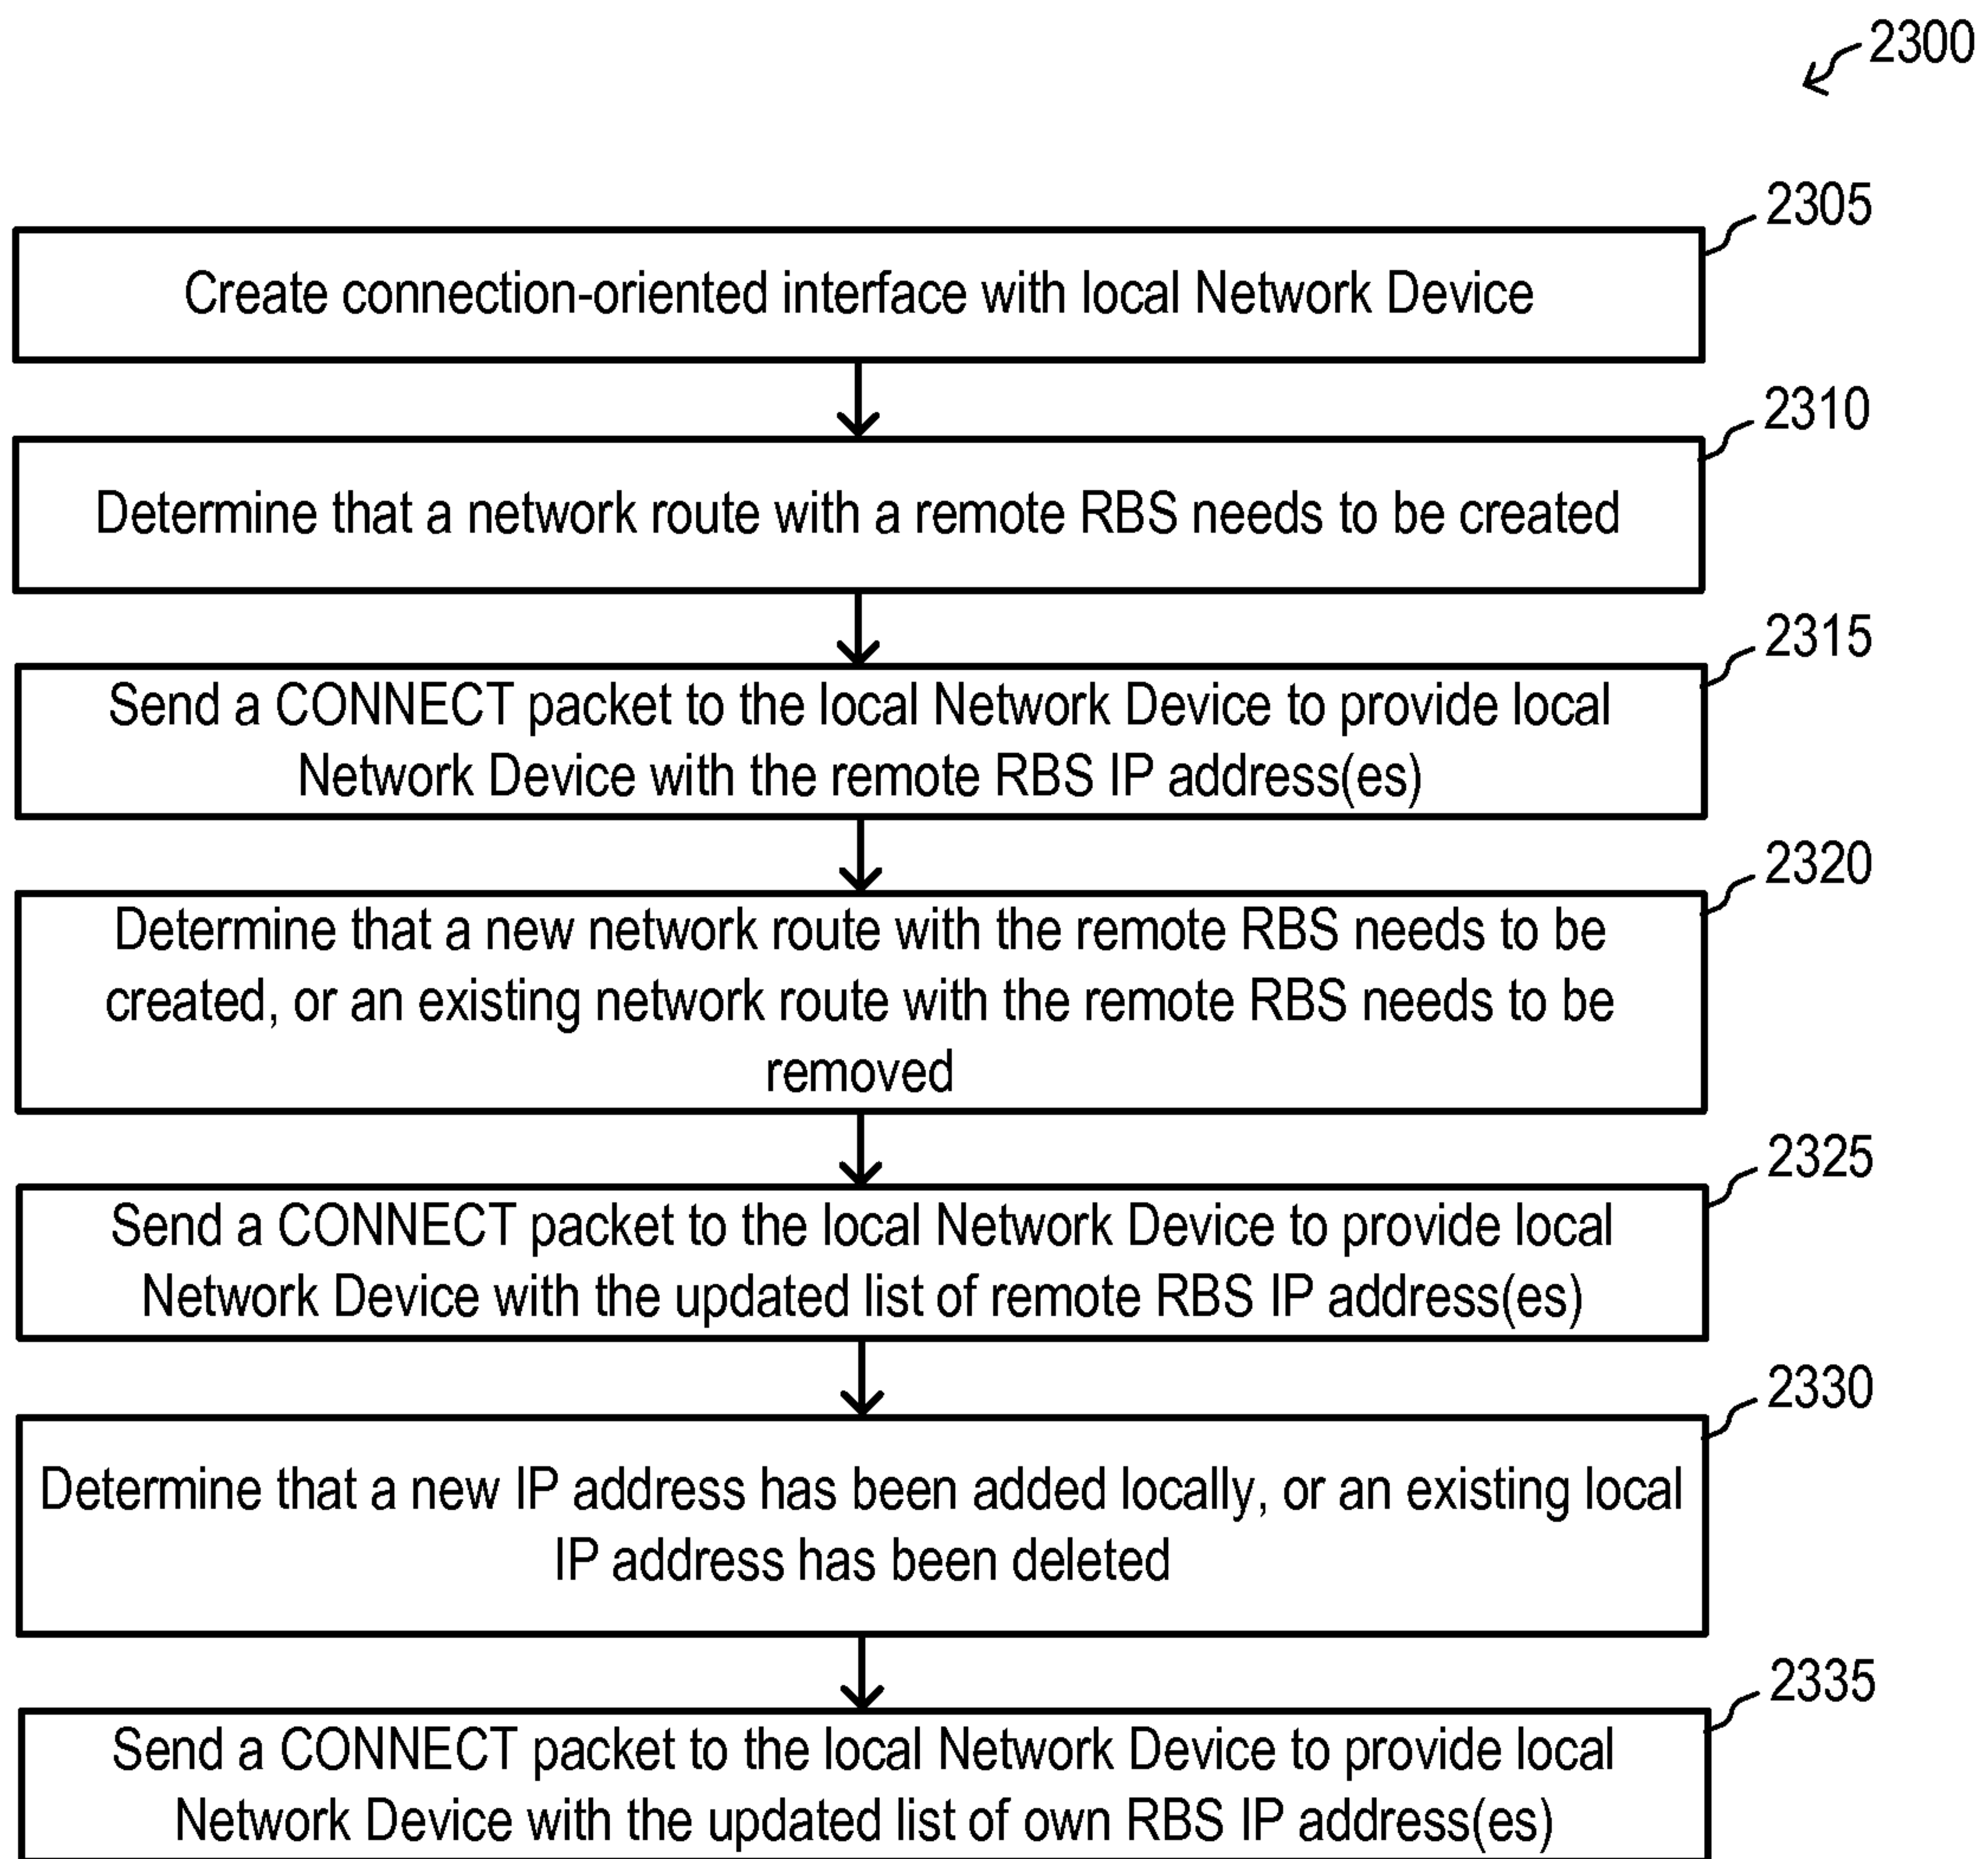 2300
2305
Create connection-oriented interface with local Network Device
2310
Determine that a network route with a remote RBS needs to be created
2315
Send a CONNECT packet to the local Network Device to provide local
Network Device with the remote RBS IP address(es)
2320
Determine that a new network route with the remote RBS needs to be
created, or an existing network route with the remote RBS needs to be
removed
2325
Send a CONNECT packet to the local Network Device to provide local
Network Device with the updated list of remote RBS IP address(es)
2330
Determine that a new IP address has been added locally, or an existing local
IP address has been deleted
2335
Send a CONNECT packet to the local Network Device to provide local
Network Device with the updated list of own RBS IP address(es)